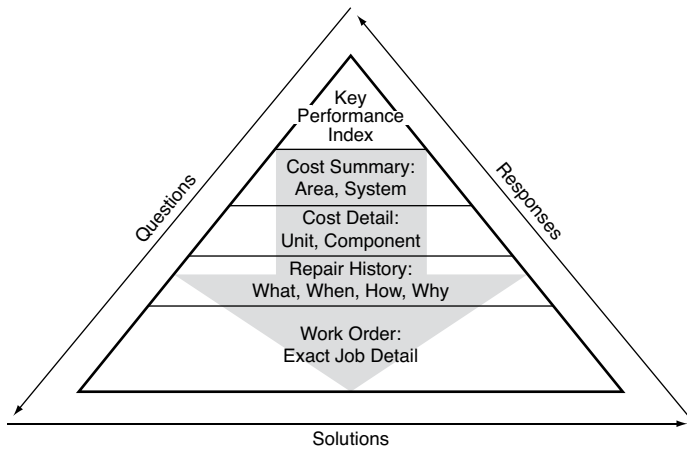 Key
Performance
Index
Cost Summary:
Area, System
Cost Detail:
Unit, Component
Repair History:
What, When, How, Why
Work Order:
Exact Job Detail
Questions
Responses
Solutions